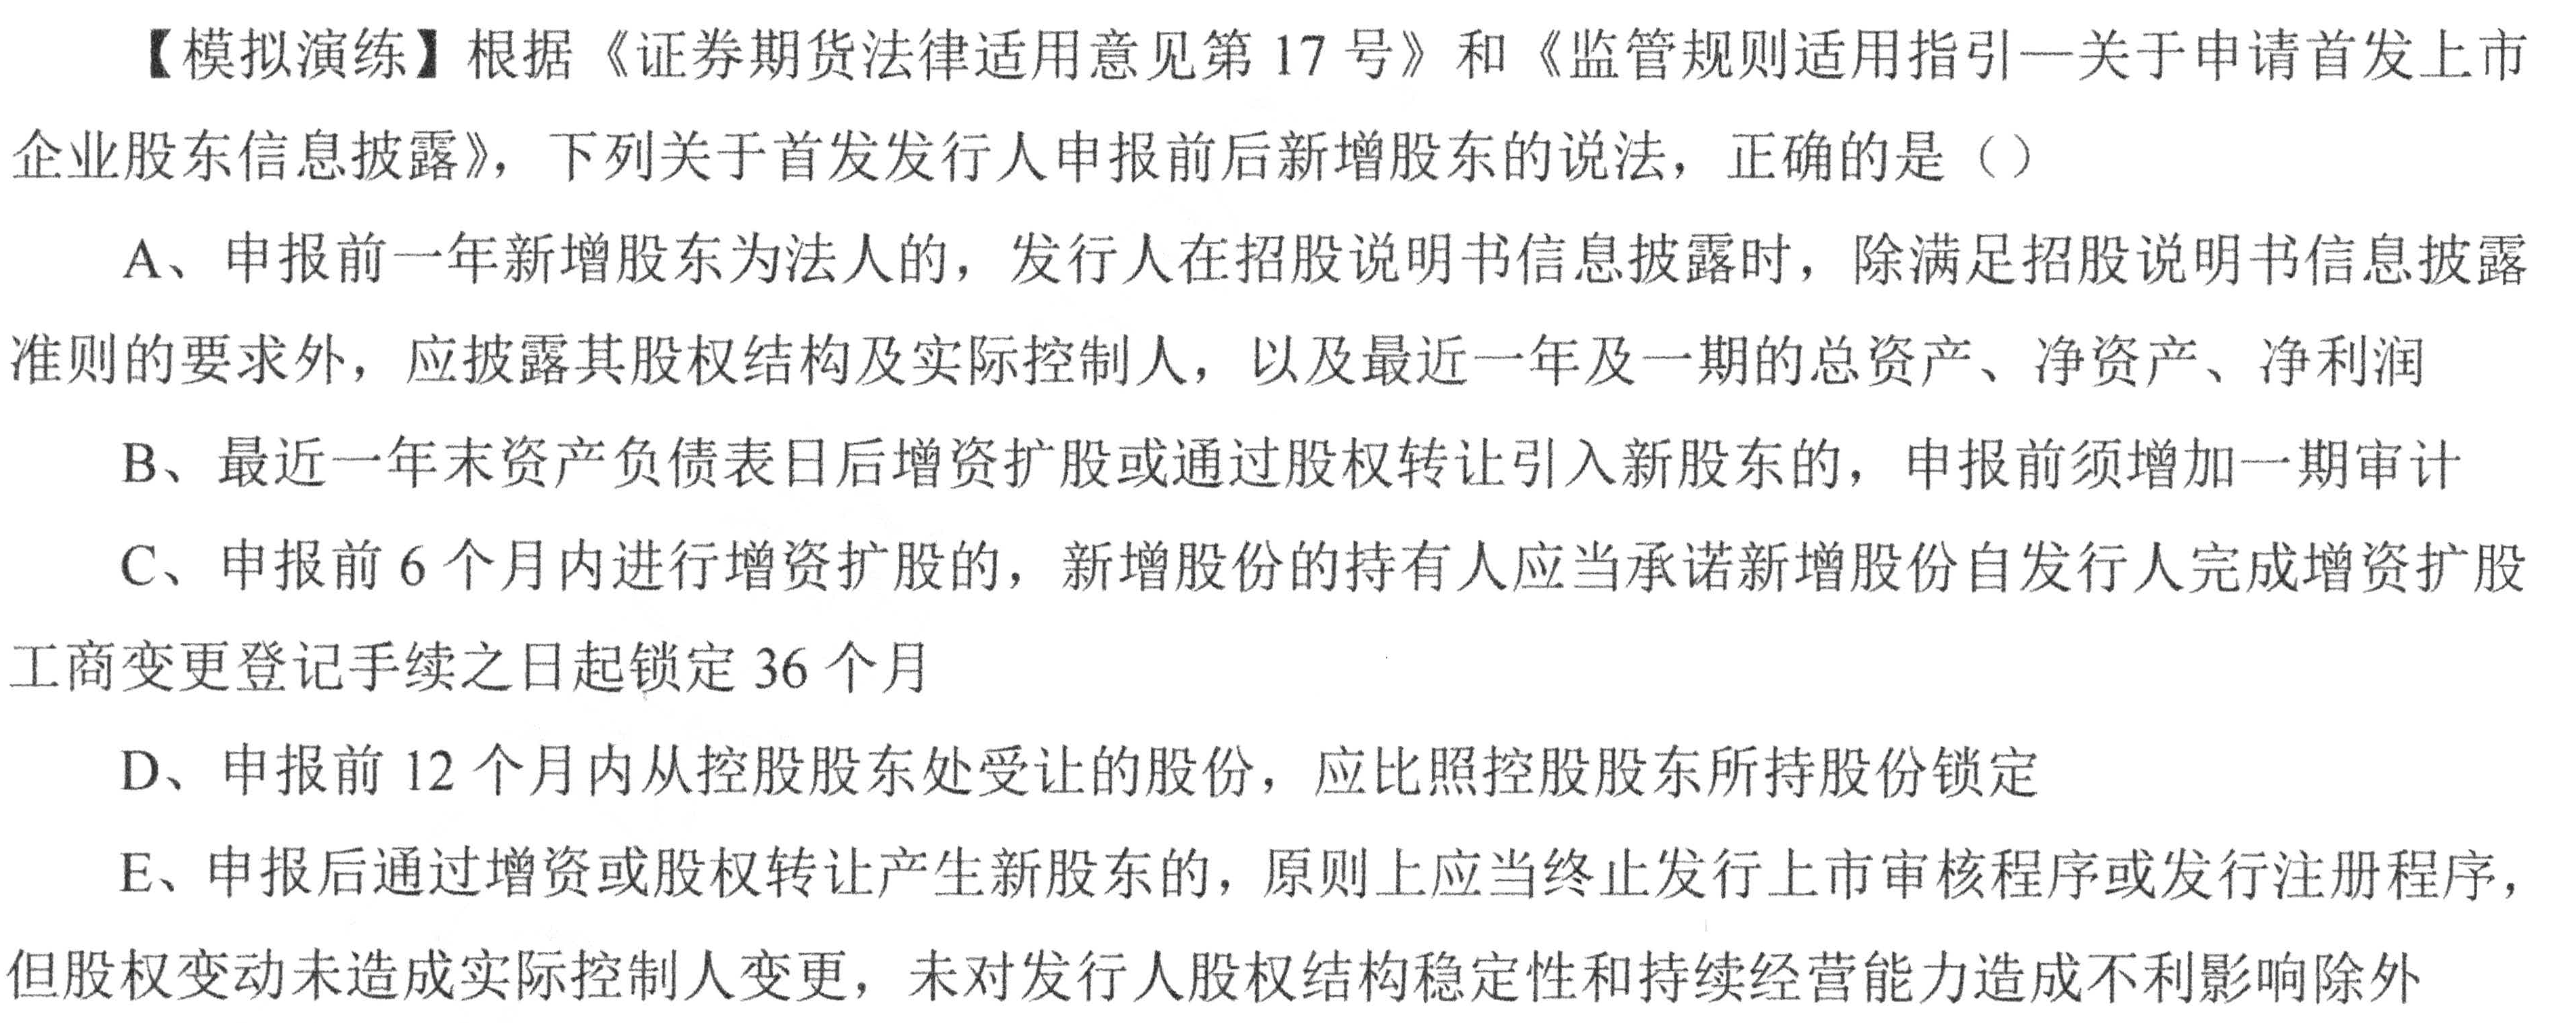 【模拟演练】根据《证券期货法律适用意见第 17 号》和《监管规则适用指引—关于申请首发上市
企业股东信息披露》，下列关于首发发行人申报前后新增股东的说法，正确的是（）
A、申报前一年新增股东为法人的，发行人在招股说明书信息披露时，除满足招股说明书信息披露
准则的要求外，应披露其股权结构及实际控制人，以及最近一年及一期的总资产、净资产、净利润
B、最近一年末资产负债表日后增资扩股或通过股权转让引入新股东的，申报前须增加一期审计
C、申报前 6 个月内进行增资扩股的，新增股份的持有人应当承诺新增股份自发行人完成增资扩股
工商变更登记手续之日起锁定 36 个月
D、申报前 12 个月内从控股股东处受让的股份，应比照控股股东所持股份锁定
E、申报后通过增资或股权转让产生新股东的，原则上应当终止发行上市审核程序或发行注册程序，
但股权变动未造成实际控制人变更，未对发行人股权结构稳定性和持续经营能力造成不利影响除外